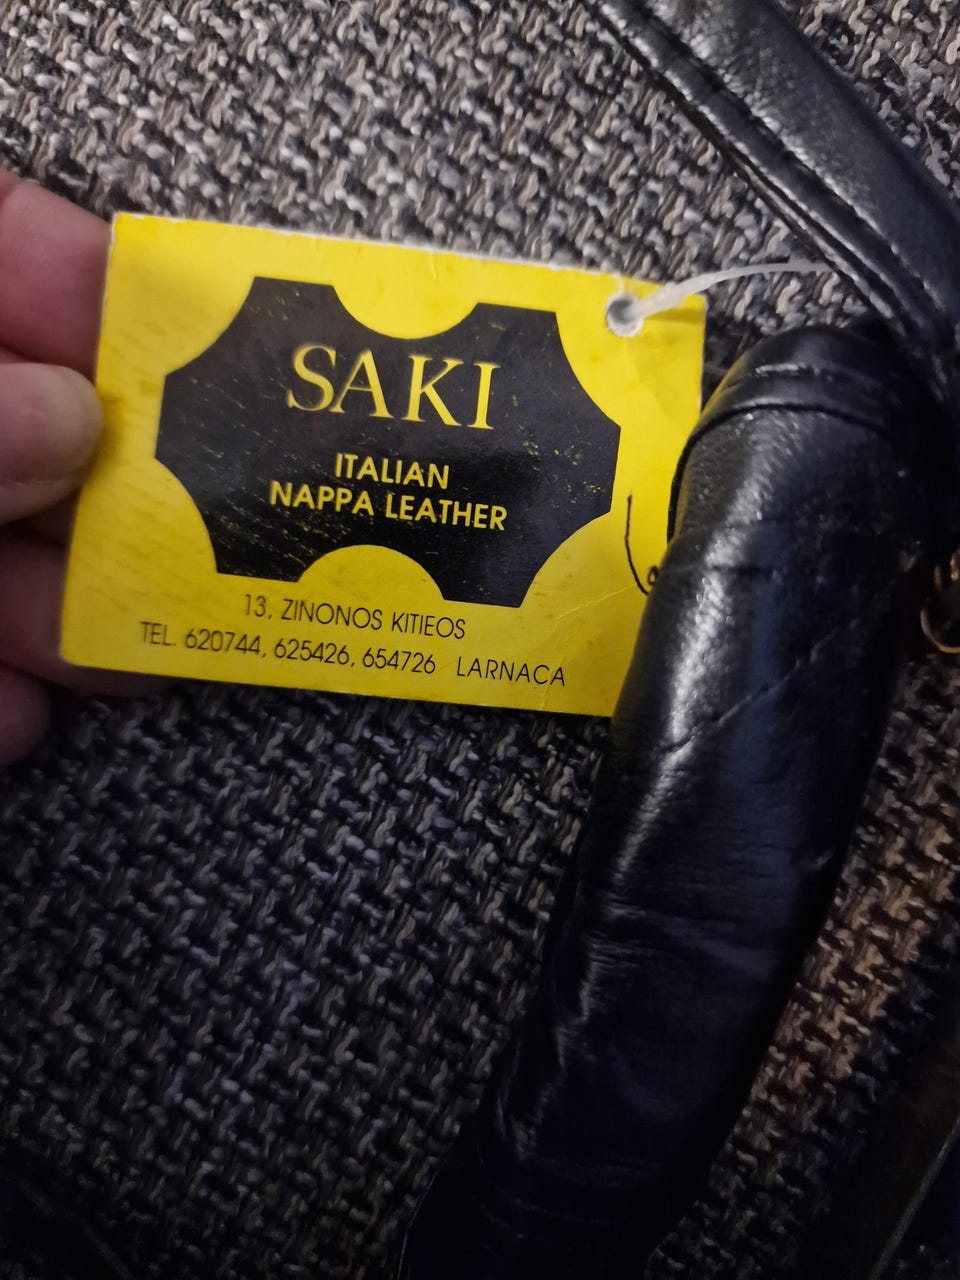 SAKI
ITALIAN
NAPPA LEATHER
13, ZINONOS KITIEOS
TEL. 620744, 625426, 654726 LARNACA